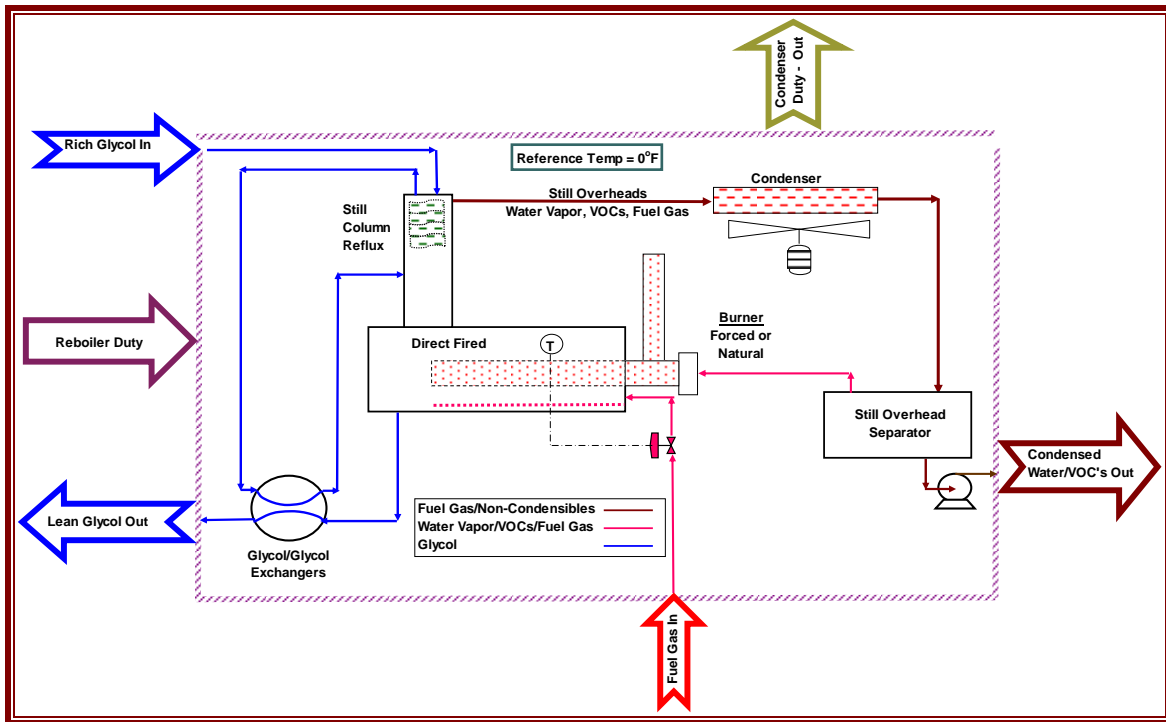 Condenser
Duty - Out
Rich Glycol In
Reference Temp = 0°F
Condenser
Still Overheads
Water Vapor, VOCs, Fuel Gas
Still
Column
Reflux
Reboiler Duty
Direct Fired
T
Burner
Forced or
Natural
Still Overhead
Separator
Condensed
Water/VOC's Out
Lean Glycol Out
Glycol/Glycol
Exchangers
Fuel Gas/Non-Condensibles
Water Vapor/VOCs/Fuel Gas
Glycol
Fuel Gas In